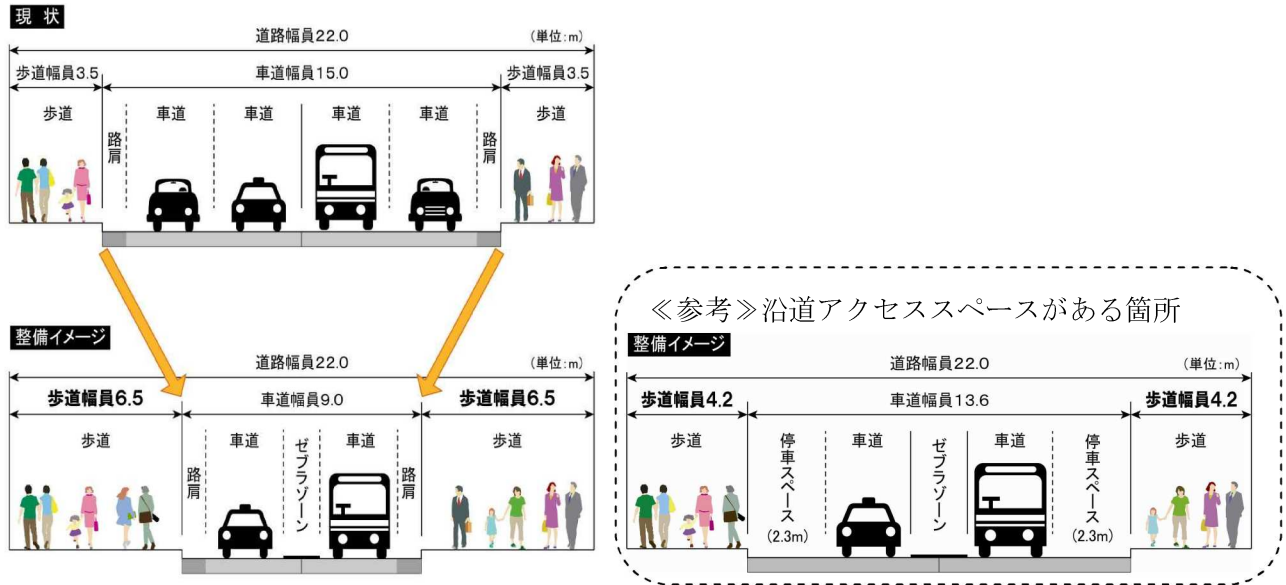 現 状
道路幅員22.0 (単位:m)
歩道幅員3.5 車道幅員15.0 歩道幅員3.5
歩道 路肩 車道 車道 車道 車道 路肩 歩道
整備イメージ
道路幅員22.0 (単位:m)
歩道幅員6.5 車道幅員9.0 歩道幅員6.5
歩道 路肩 車道 ゼブラゾーン 車道 路肩 歩道
≪参考≫沿道アクセススペースがある箇所
整備イメージ
道路幅員22.0 (単位:m)
歩道幅員4.2 車道幅員13.6 歩道幅員4.2
歩道 停車スペース(2.3m) 車道 ゼブラゾーン 車道 停車スペース(2.3m) 歩道